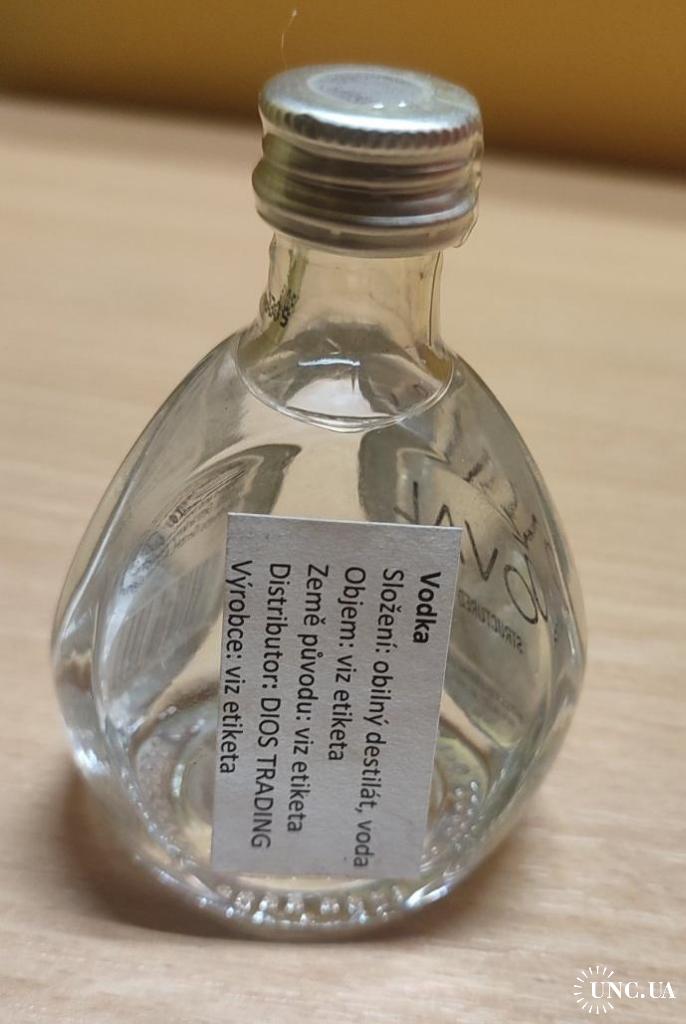 Vodka
Složení: obilný destilát, voda
Objem: viz etiketa
Země původu: viz etiketa
Distributor: DIOS TRADING
Výrobce: viz etiketa
STRUCTURED
UNC.UA